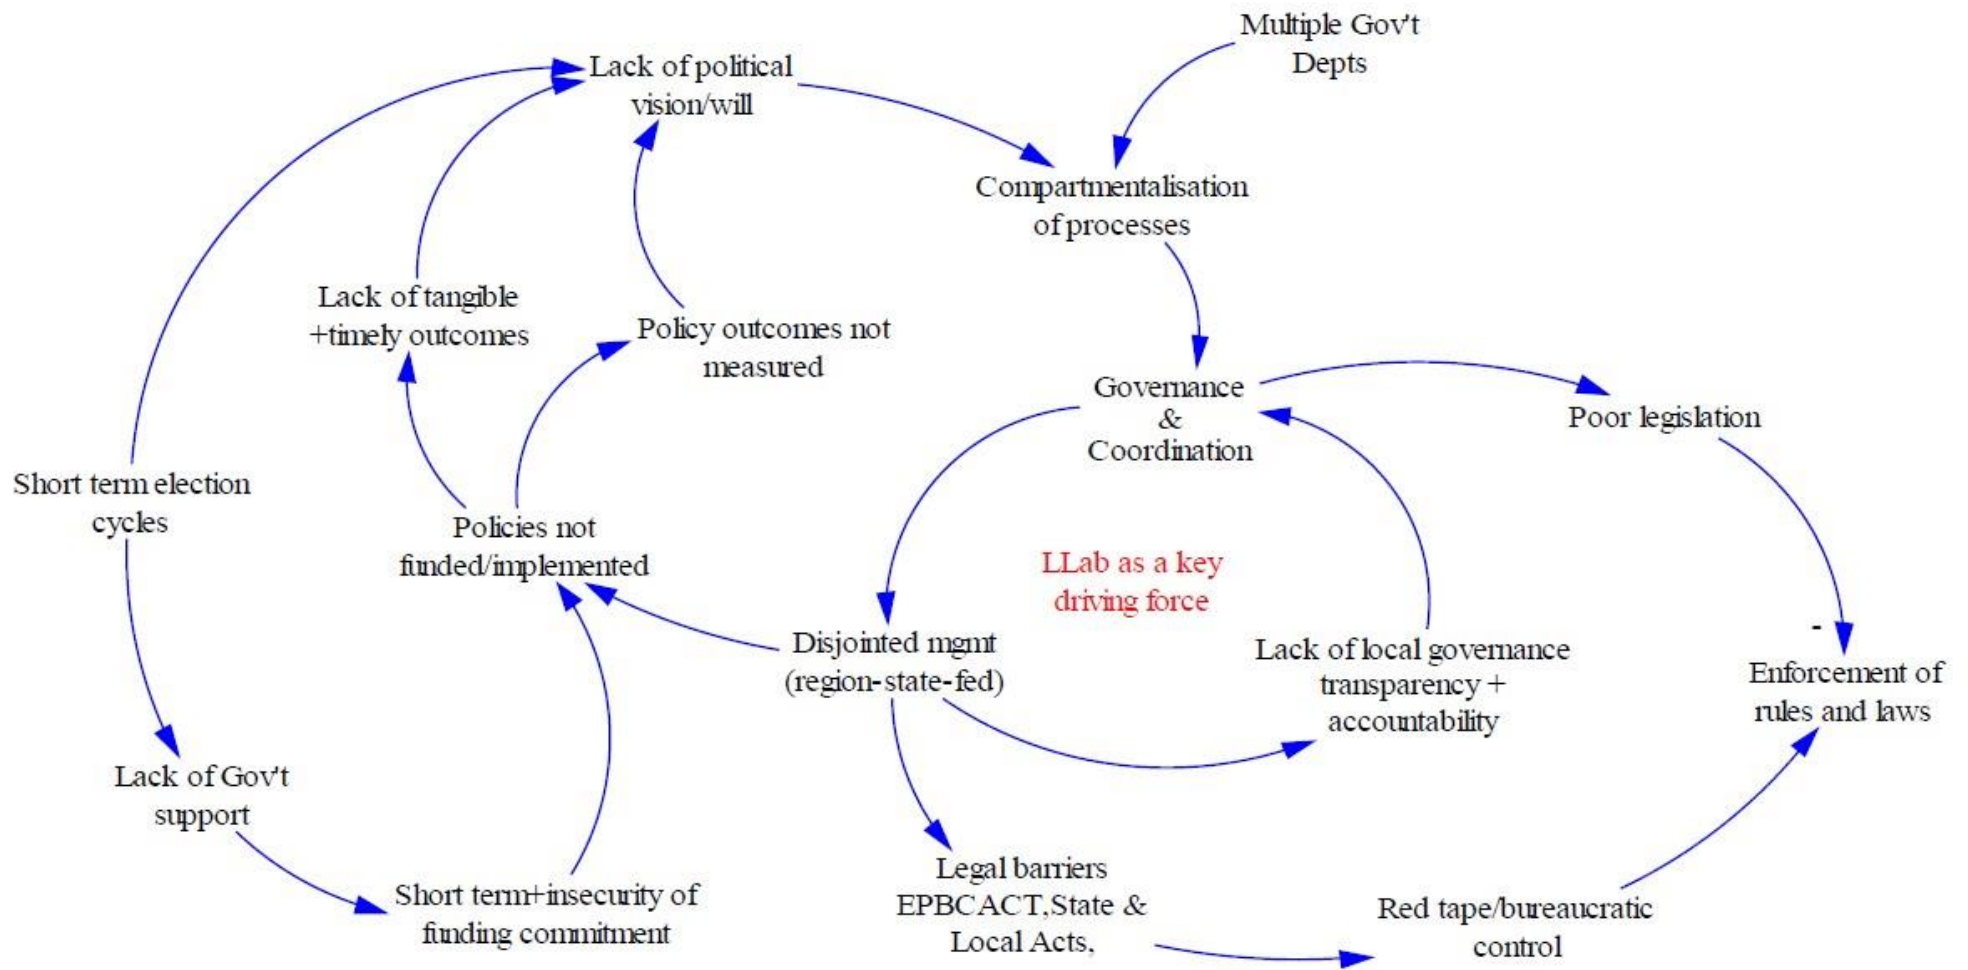 Multiple Gov't
Depts
Lack of political
vision/will
Compartmentalisation
of processes
Lack of tangible
+timely outcomes
Policy outcomes not
measured
Governance
&
Coordination
Poor legislation
Short term election
cycles
Policies not
funded/implemented
LLab as a key
driving force
Disjointed mgmt
(region-state-fed)
Lack of local governance
transparency +
accountability
-
Enforcement of
rules and laws
Lack of Gov't
support
Short term+insecurity of
funding commitment
Legal barriers
EPBCACT,State &
Local Acts,
Red tape/bureaucratic
control